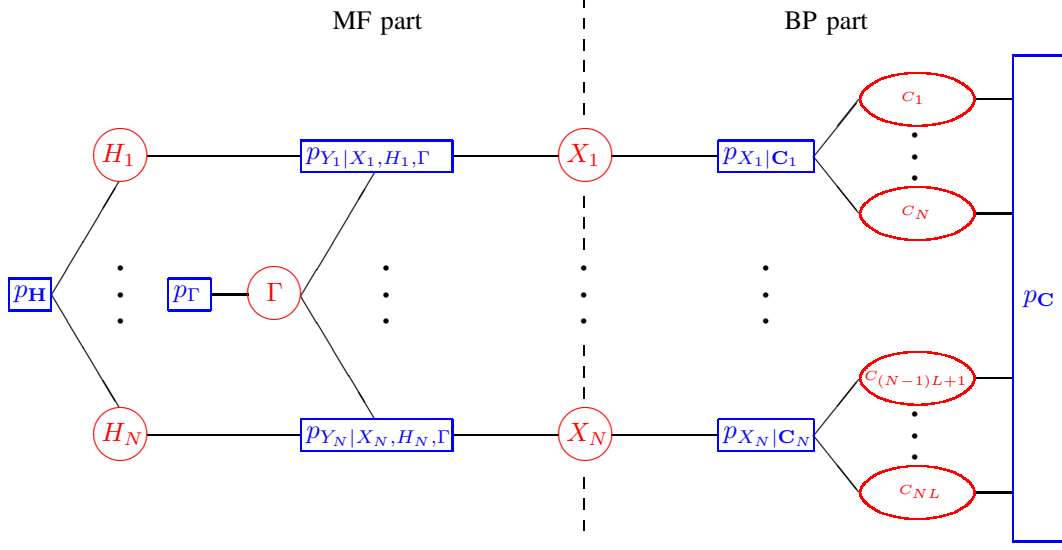 MF part BP part
C_1
H_1 p_{Y_1|X_1,H_1,Γ} X_1 p_{X_1|𝐂_1}
C_N
p_𝐇 p_Γ Γ p_𝐂
C_{(N−1)L+1}
H_N p_{Y_N|X_N,H_N,Γ} X_N p_{X_N|𝐂_N}
C_{NL}